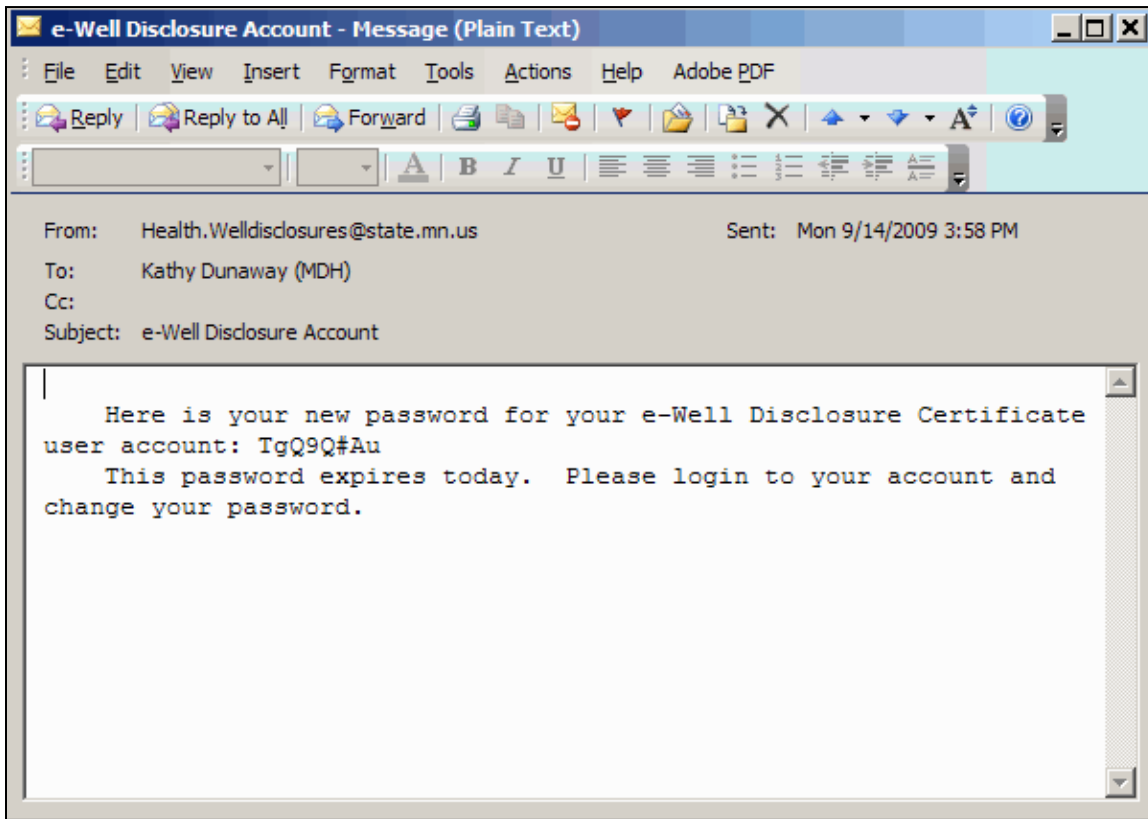 e-Well Disclosure Account - Message (Plain Text)
File Edit View Insert Format Tools Actions Help Adobe PDF
Reply Reply to All Forward
A B I U
From: Health.Welldisclosures@state.mn.us Sent: Mon 9/14/2009 3:58 PM
To: Kathy Dunaway (MDH)
Cc:
Subject: e-Well Disclosure Account
Here is your new password for your e-Well Disclosure Certificate
user account: TgQ9Q#Au
This password expires today. Please login to your account and
change your password.